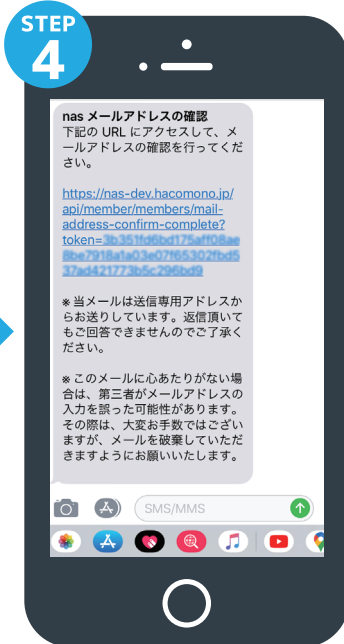 STEP
4
nas メールアドレスの確認
下記の URL にアクセスして、メ
ールアドレスの確認を行ってくだ
さい。
https://nas-dev.hacomono.jp/
api/member/members/mail-
address-confirm-complete?
token=
※ 当メールは送信専用アドレスか
らお送りしています。返信頂いて
もご回答できませんのでご了承く
ださい。
※ このメールに心あたりがない場
合は、第三者がメールアドレスの
入力を誤った可能性があります。
その際は、大変お手数ではござい
ますが、メールを破棄していただ
きますようにお願いいたします。
SMS/MMS